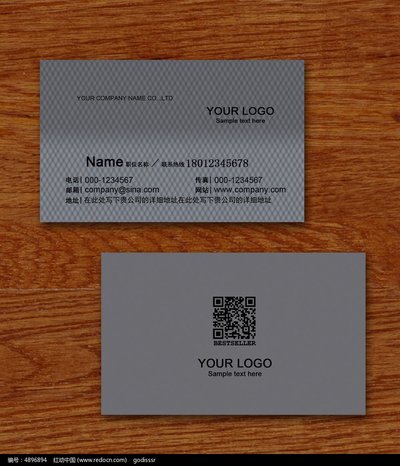 YOUR COMPANY NAME CO.,LTD
YOUR LOGO
Sample text here
Name 职位名称 / 联系热线 18012345678
电话| 000-1234567 传真| 000-1234567
邮箱| company@sina.com 网站| www.company.com
地址| 在此处写下贵公司的详细地址在此处写下贵公司的详细地址
BESTSELLER
YOUR LOGO
Sample text here
编号：4896894 红动中国 (www.redocn.com) godisssr